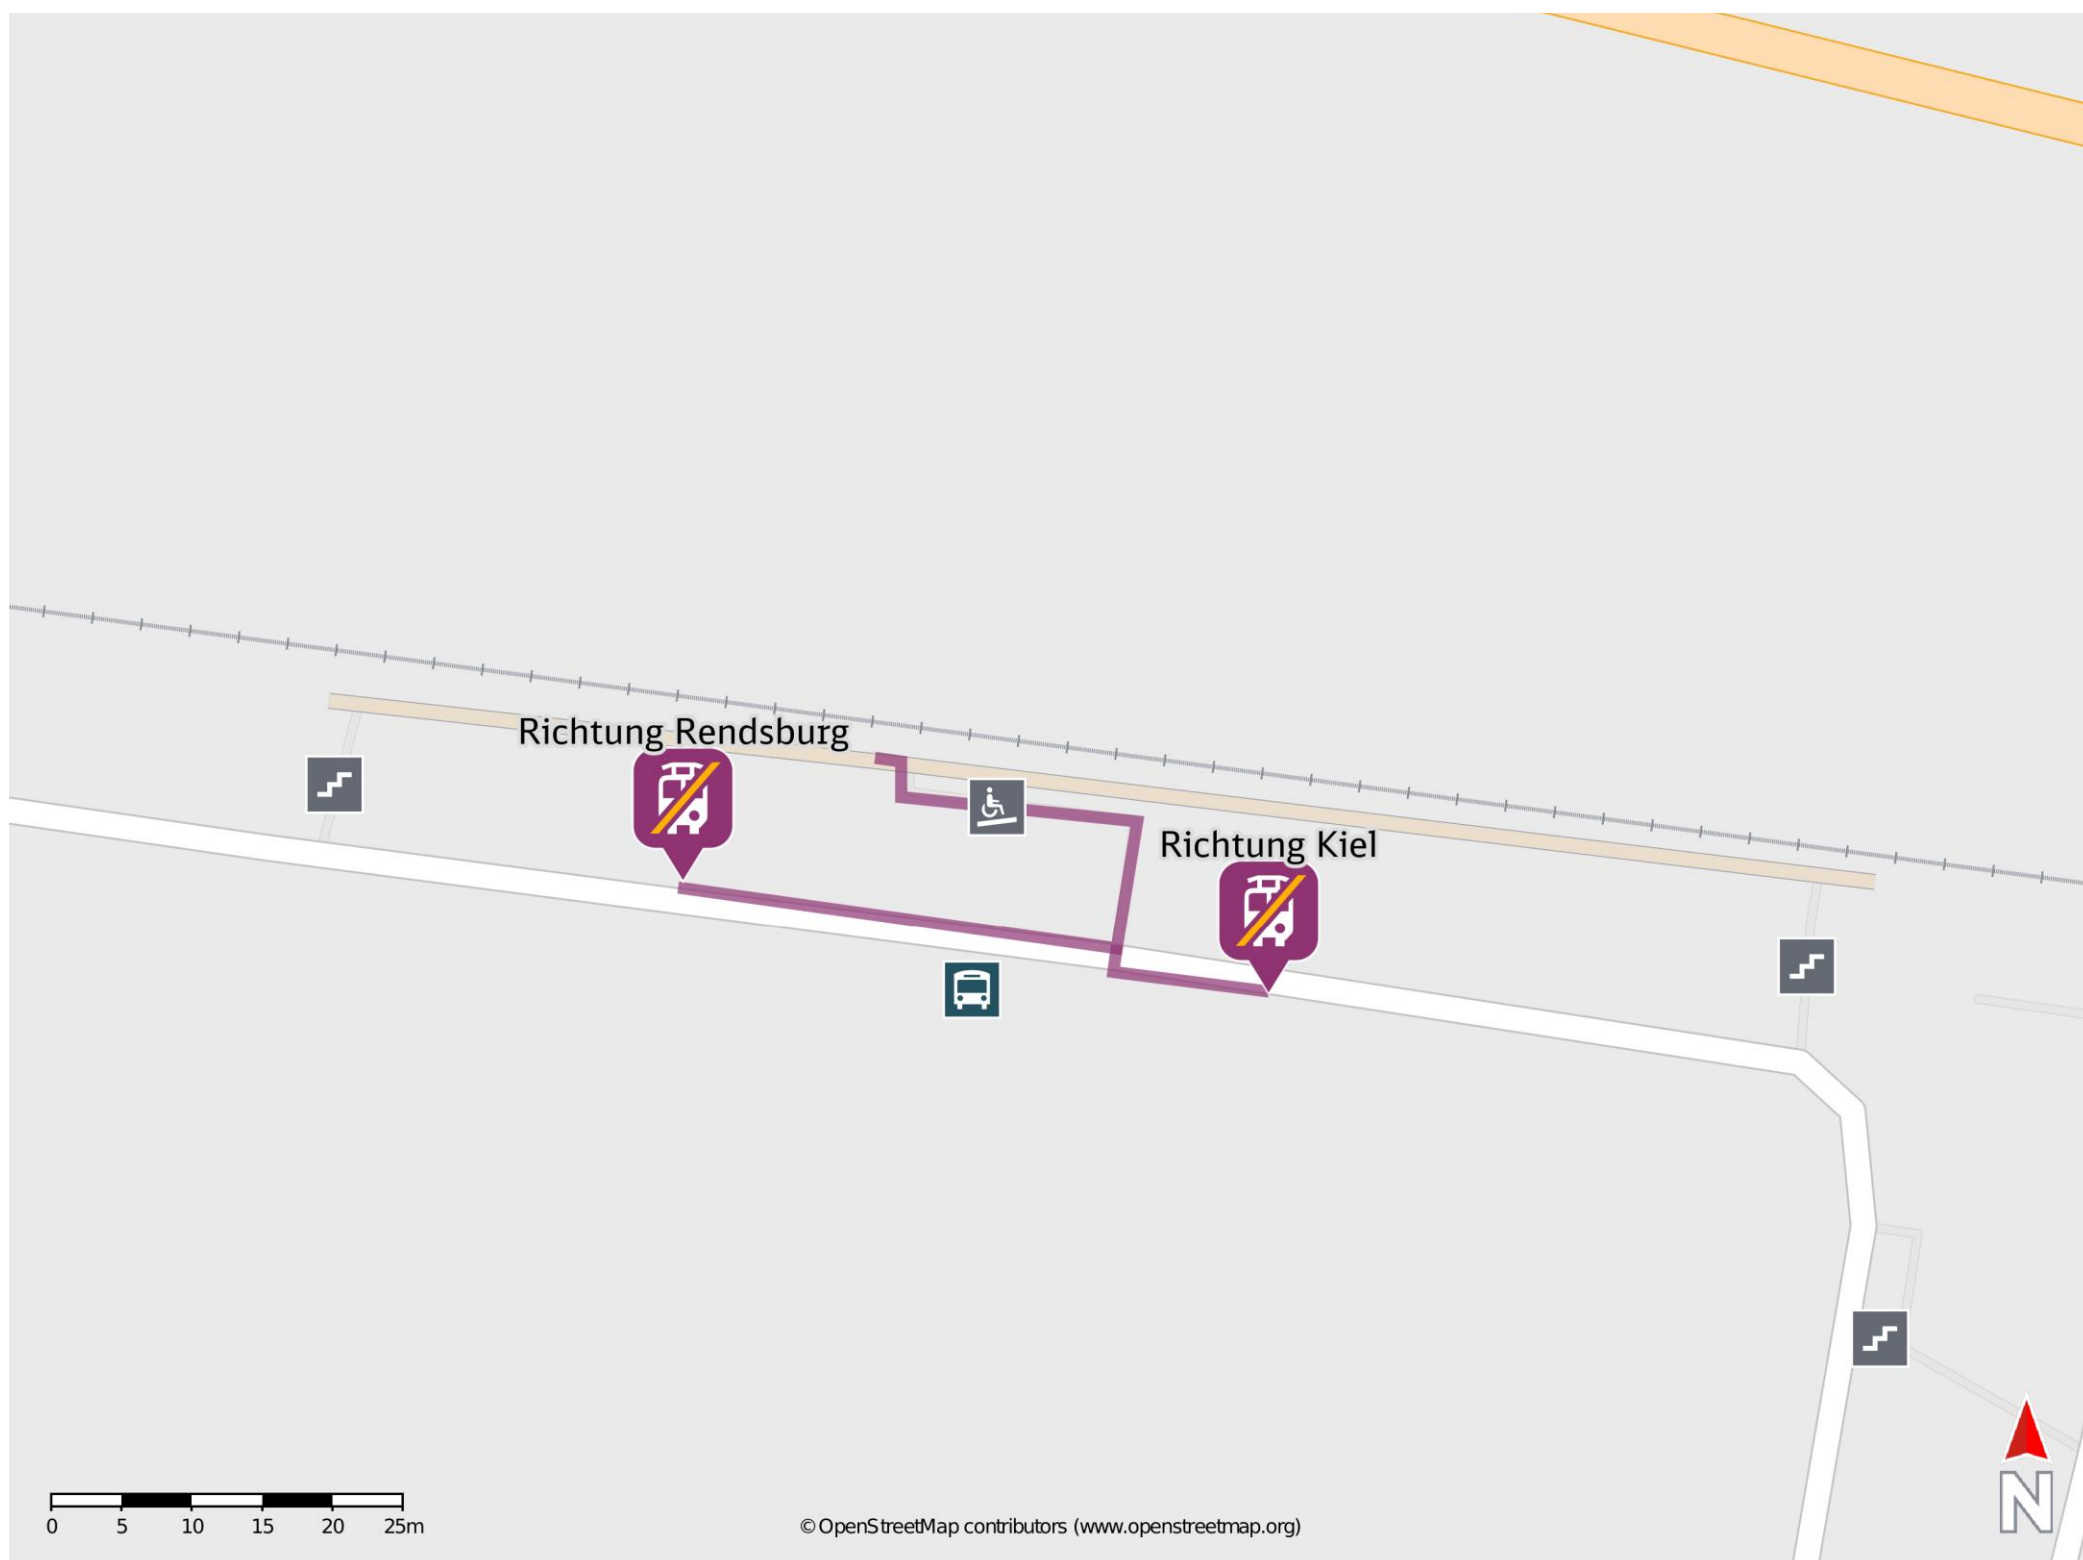 Richtung Rendsburg
Richtung Kiel
0 5 10 15 20 25m
© OpenStreetMap contributors (www.openstreetmap.org)
N